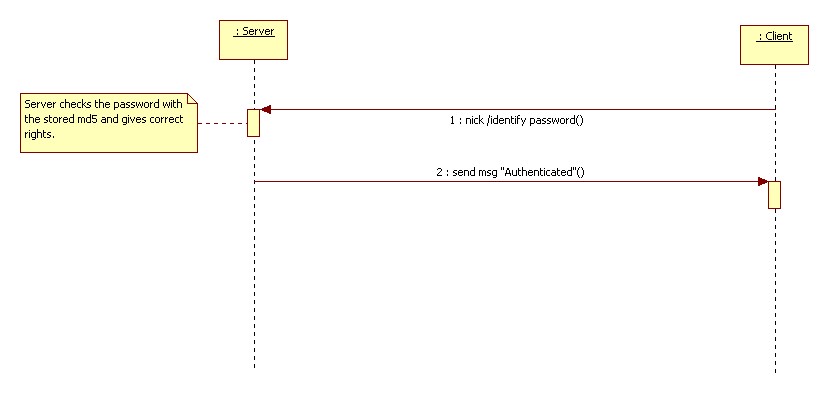 : Server
: Client
Server checks the password with
the stored md5 and gives correct
rights.
1 : nick /identify password()
2 : send msg "Authenticated"()